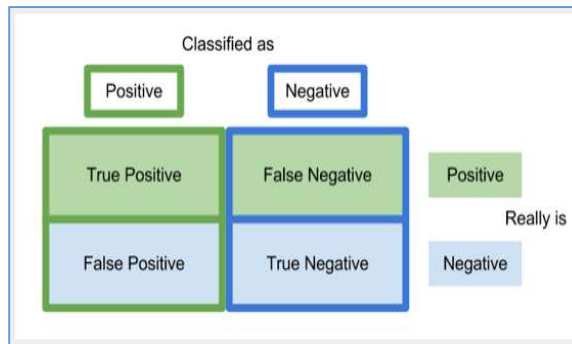 Classified as
Positive
Negative
True Positive
False Negative
Positive
Really is
False Positive
True Negative
Negative